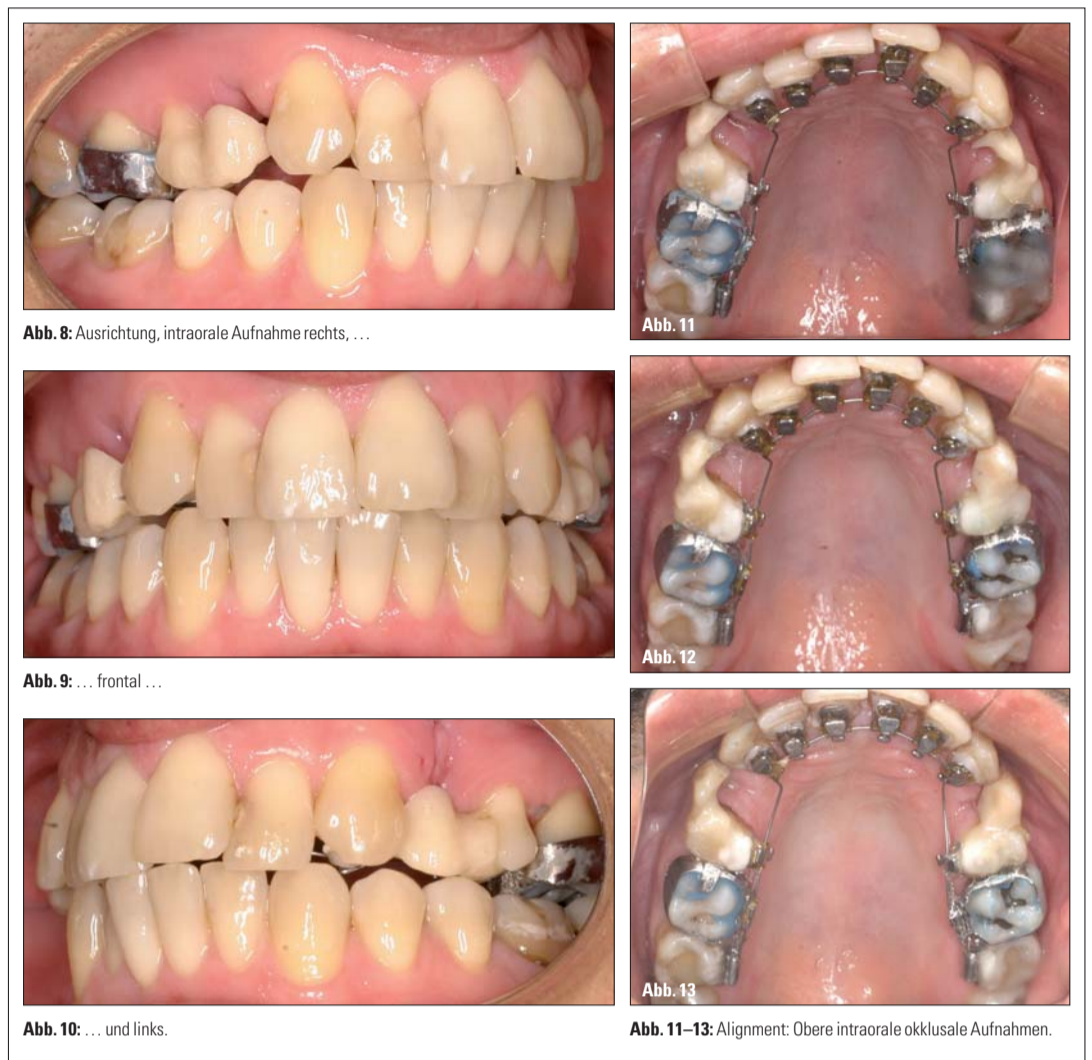 Abb. 8: Ausrichtung, intraorale Aufnahme rechts, …
Abb. 9: … frontal …
Abb. 10: … und links.
Abb. 11
Abb. 12
Abb. 13
Abb. 11–13: Alignment: Obere intraorale okklusale Aufnahmen.